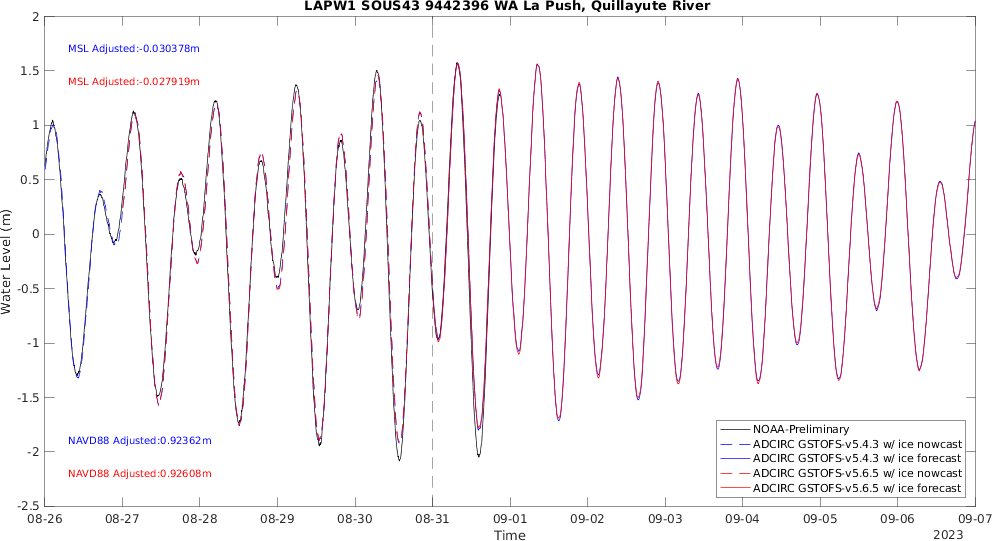 LAPW1 SOUS43 9442396 WA La Push, Quillayute River
2
1.5
1
0.5
0
-0.5
-1
-1.5
-2
-2.5
Water Level (m)
MSL Adjusted:-0.030378m
MSL Adjusted:-0.027919m
NAVD88 Adjusted:0.92362m
NAVD88 Adjusted:0.92608m
NOAA-Preliminary
ADCIRC GSTOFS-v5.4.3 w/ ice nowcast
ADCIRC GSTOFS-v5.4.3 w/ ice forecast
ADCIRC GSTOFS-v5.6.5 w/ ice nowcast
ADCIRC GSTOFS-v5.6.5 w/ ice forecast
08-26 08-27 08-28 08-29 08-30 08-31 09-01 09-02 09-03 09-04 09-05 09-06 09-07
Time
2023